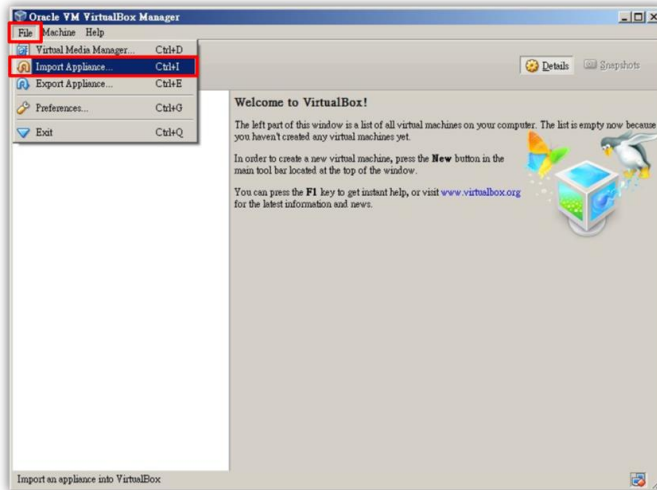 Oracle VM VirtualBox Manager
File Machine Help
Virtual Media Manager... Ctrl+D
Import Appliance... Ctrl+I
Export Appliance... Ctrl+E
Preferences... Ctrl+G
Exit Ctrl+Q
Details Snapshots
Welcome to VirtualBox!
The left part of this window is a list of all virtual machines on your computer. The list is empty now because
you haven't created any virtual machines yet.
In order to create a new virtual machine, press the New button in the
main tool bar located at the top of the window.
You can press the F1 key to get instant help, or visit www.virtualbox.org
for the latest information and news.
Import an appliance into VirtualBox